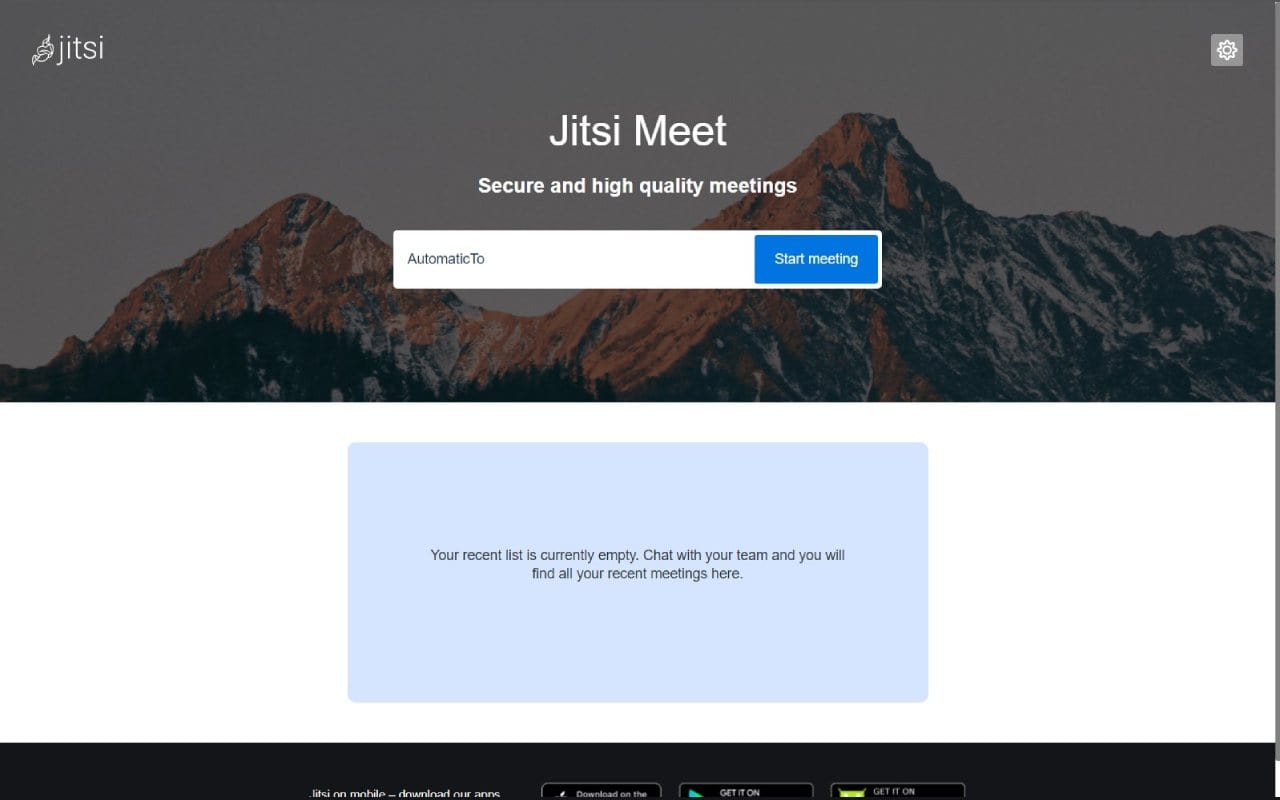 jitsi
Jitsi Meet
Secure and high quality meetings
AutomaticTo
Start meeting
Your recent list is currently empty. Chat with your team and you will
find all your recent meetings here.
Jitsi on mobile – download our apps
Download on the
GET IT ON
GET IT ON